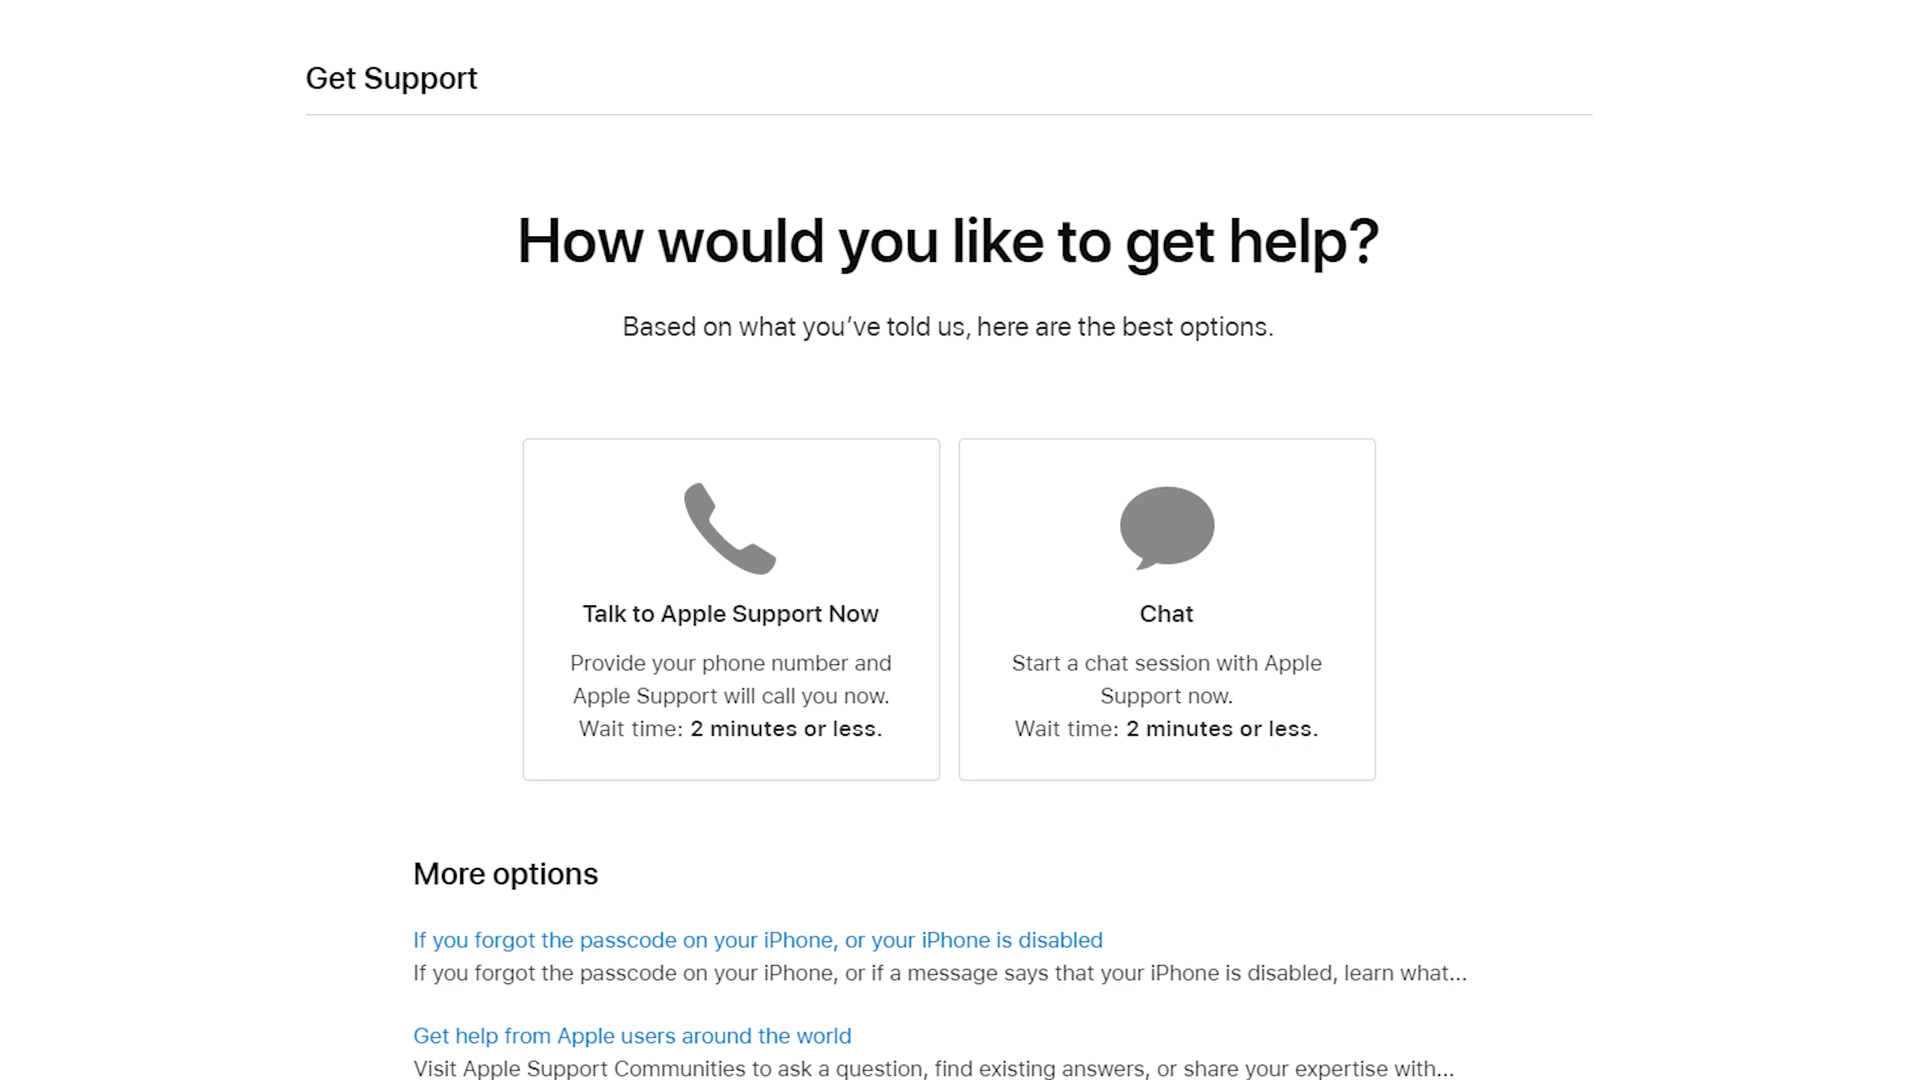 Get Support
How would you like to get help?
Based on what you’ve told us, here are the best options.
Talk to Apple Support Now
Provide your phone number and
Apple Support will call you now.
Wait time: 2 minutes or less.
Chat
Start a chat session with Apple
Support now.
Wait time: 2 minutes or less.
More options
If you forgot the passcode on your iPhone, or your iPhone is disabled
If you forgot the passcode on your iPhone, or if a message says that your iPhone is disabled, learn what...
Get help from Apple users around the world
Visit Apple Support Communities to ask a question, find existing answers, or share your expertise with...